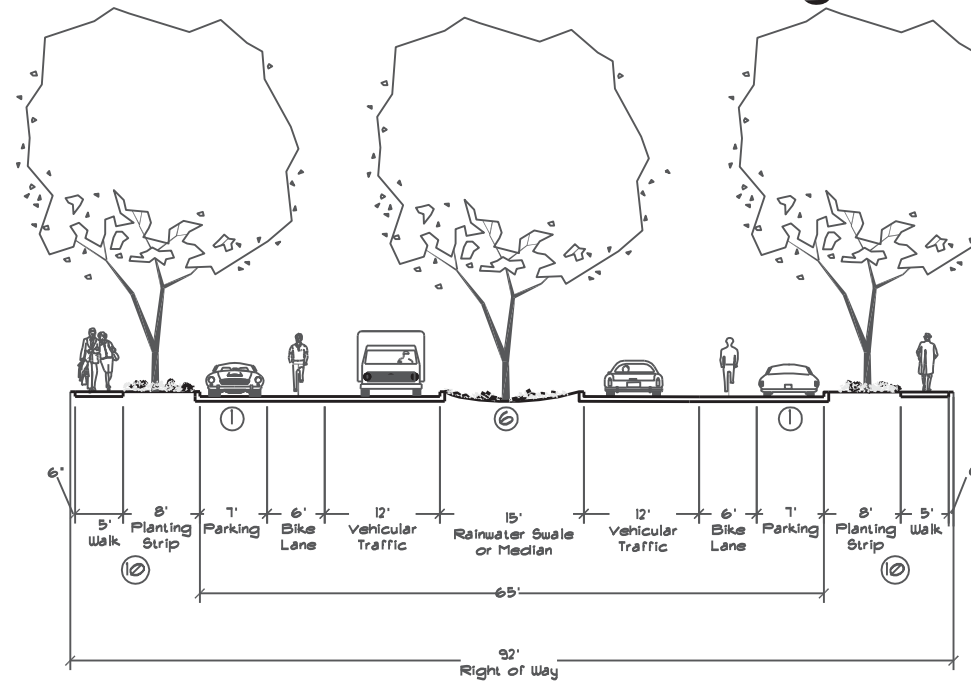 1
6
1
6"
6
5'
Walk
8'
Planting
Strip
7'
Parking
6'
Bike
Lane
12'
Vehicular
Traffic
15'
Rainwater Swale
or Median
12'
Vehicular
Traffic
6'
Bike
Lane
7'
Parking
8'
Planting
Strip
5'
Walk
10
10
65'
92'
Right of Way